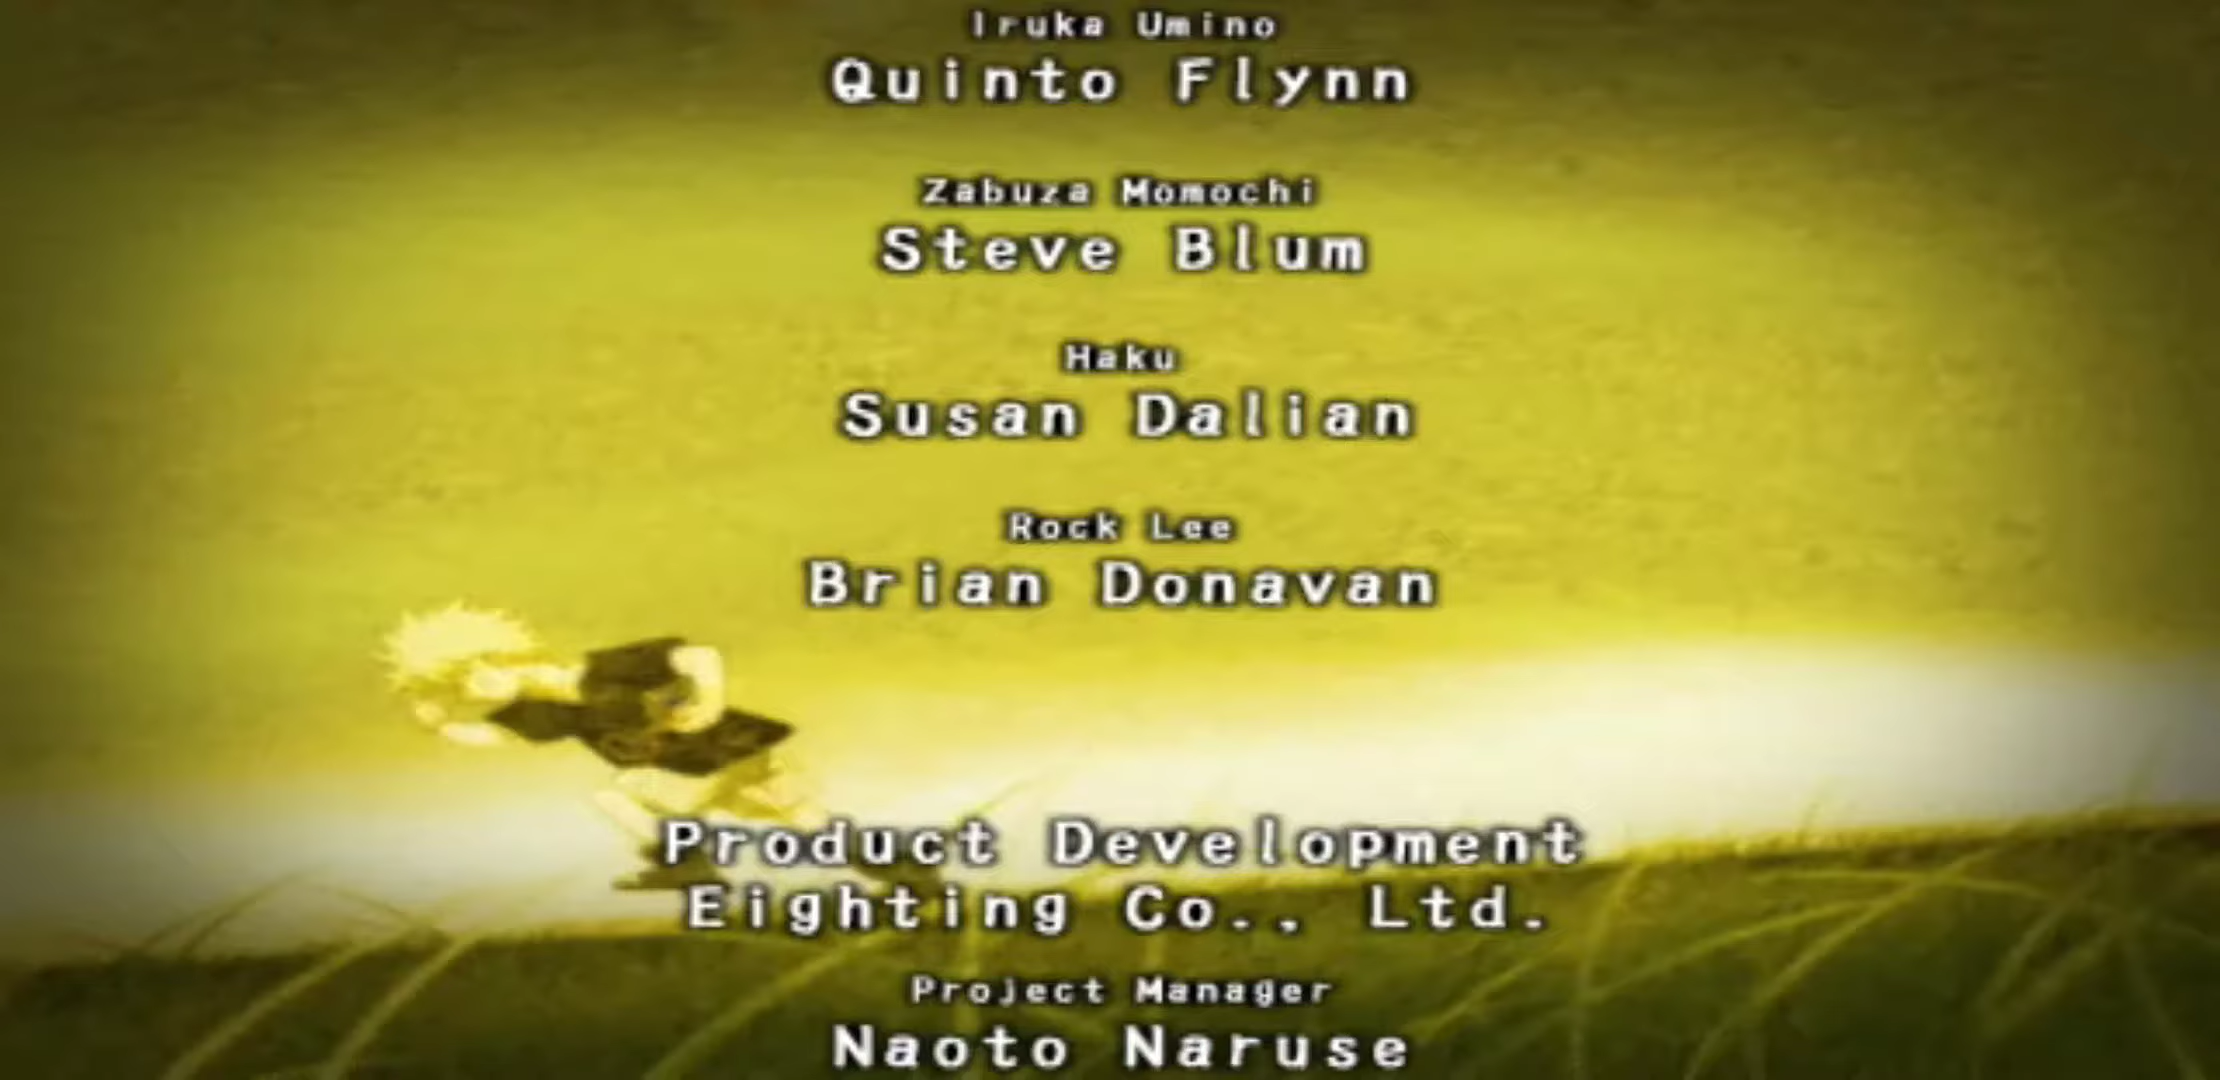 Iruka Umino
Quinto Flynn
Zabuza Momochi
Steve Blum
Haku
Susan Dalian
Rock Lee
Brian Donavan
Product Development
Eighting Co., Ltd.
Project Manager
Naoto Naruse